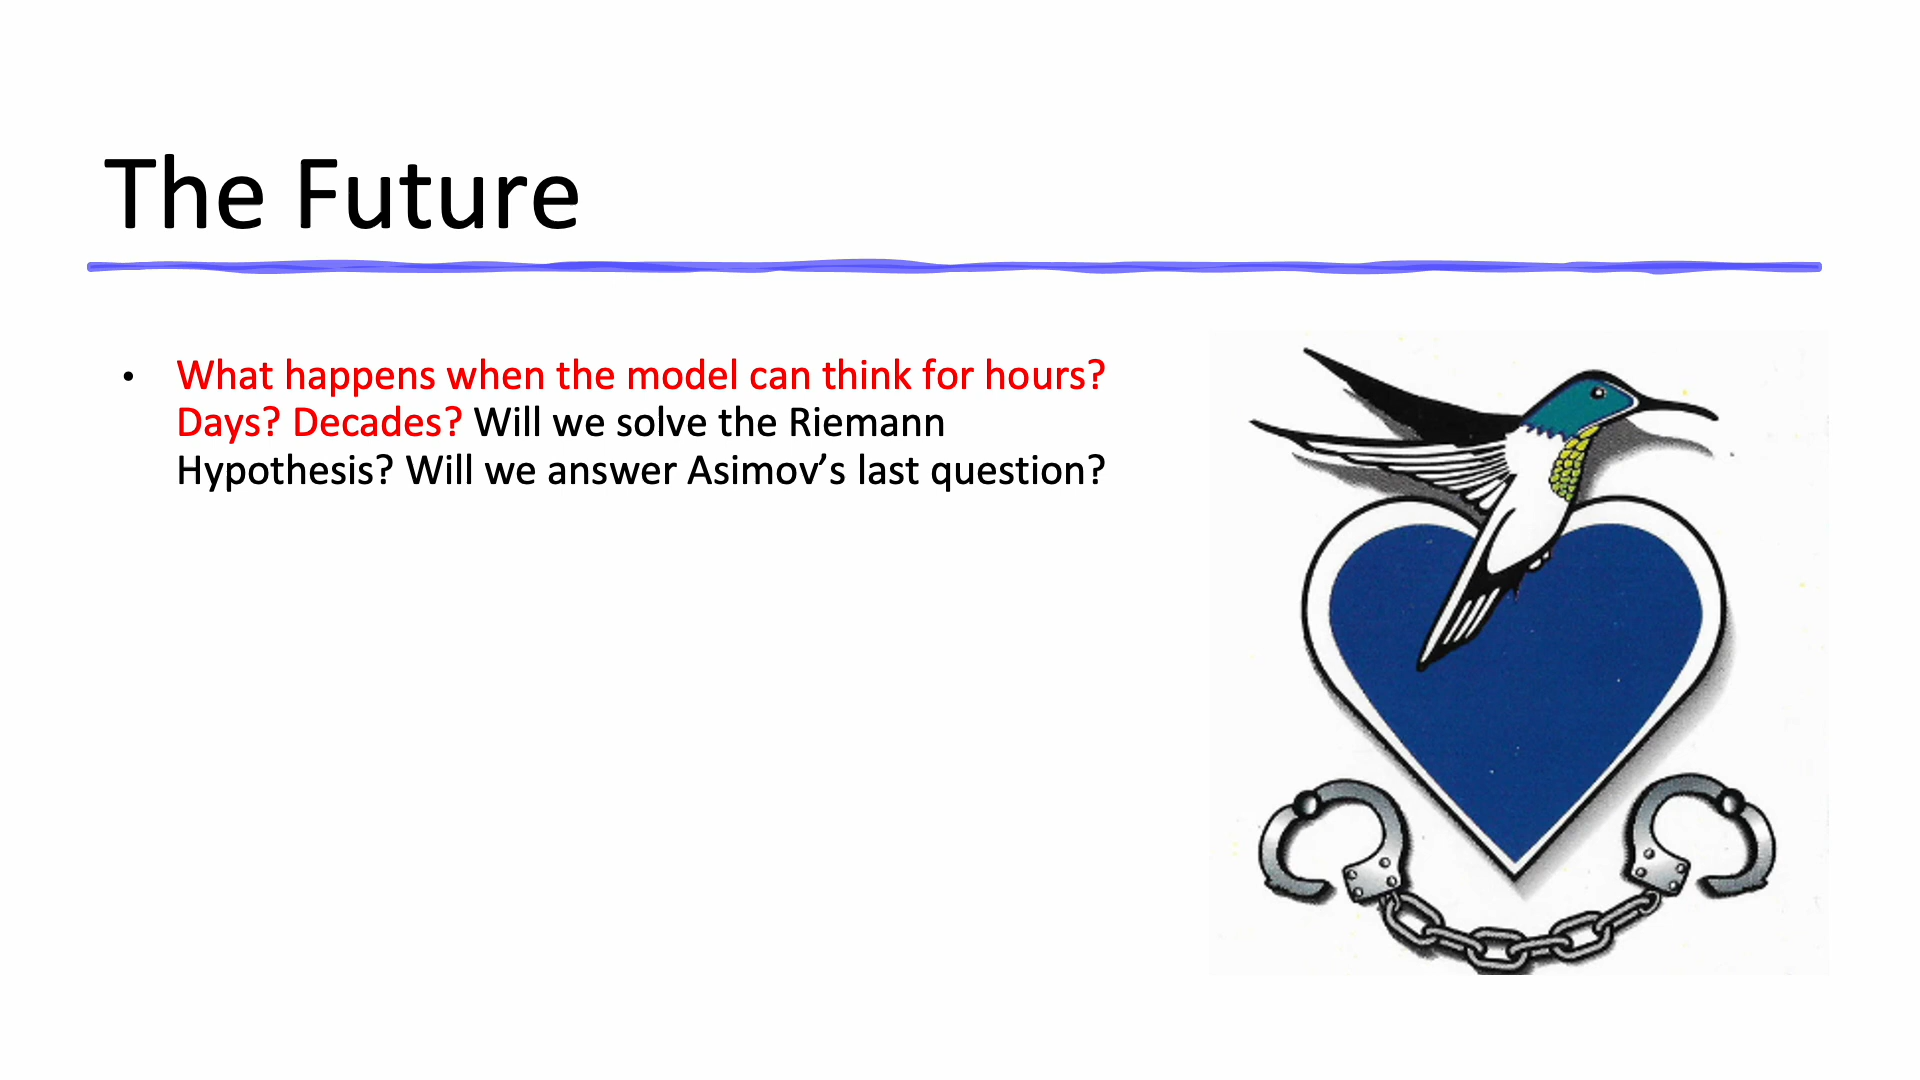 The Future
• What happens when the model can think for hours?
Days? Decades? Will we solve the Riemann
Hypothesis? Will we answer Asimov’s last question?